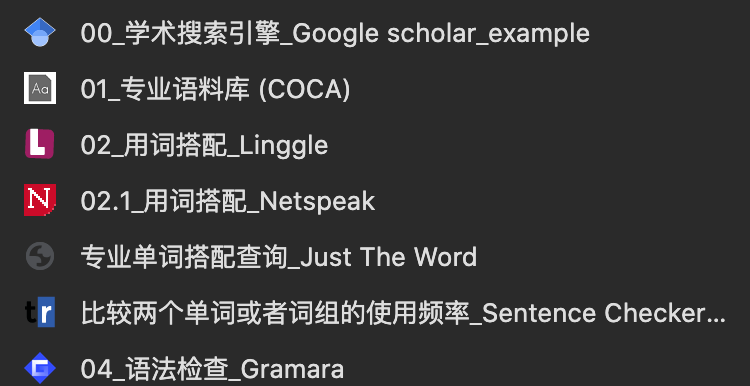 00_学术搜索引擎_Google scholar_example
Aa 01_专业语料库 (COCA)
L 02_用词搭配_Linggle
N 02.1_用词搭配_Netspeak
专业单词搭配查询_Just The Word
tr 比较两个单词或者词组的使用频率_Sentence Checker...
G 04_语法检查_Gramara